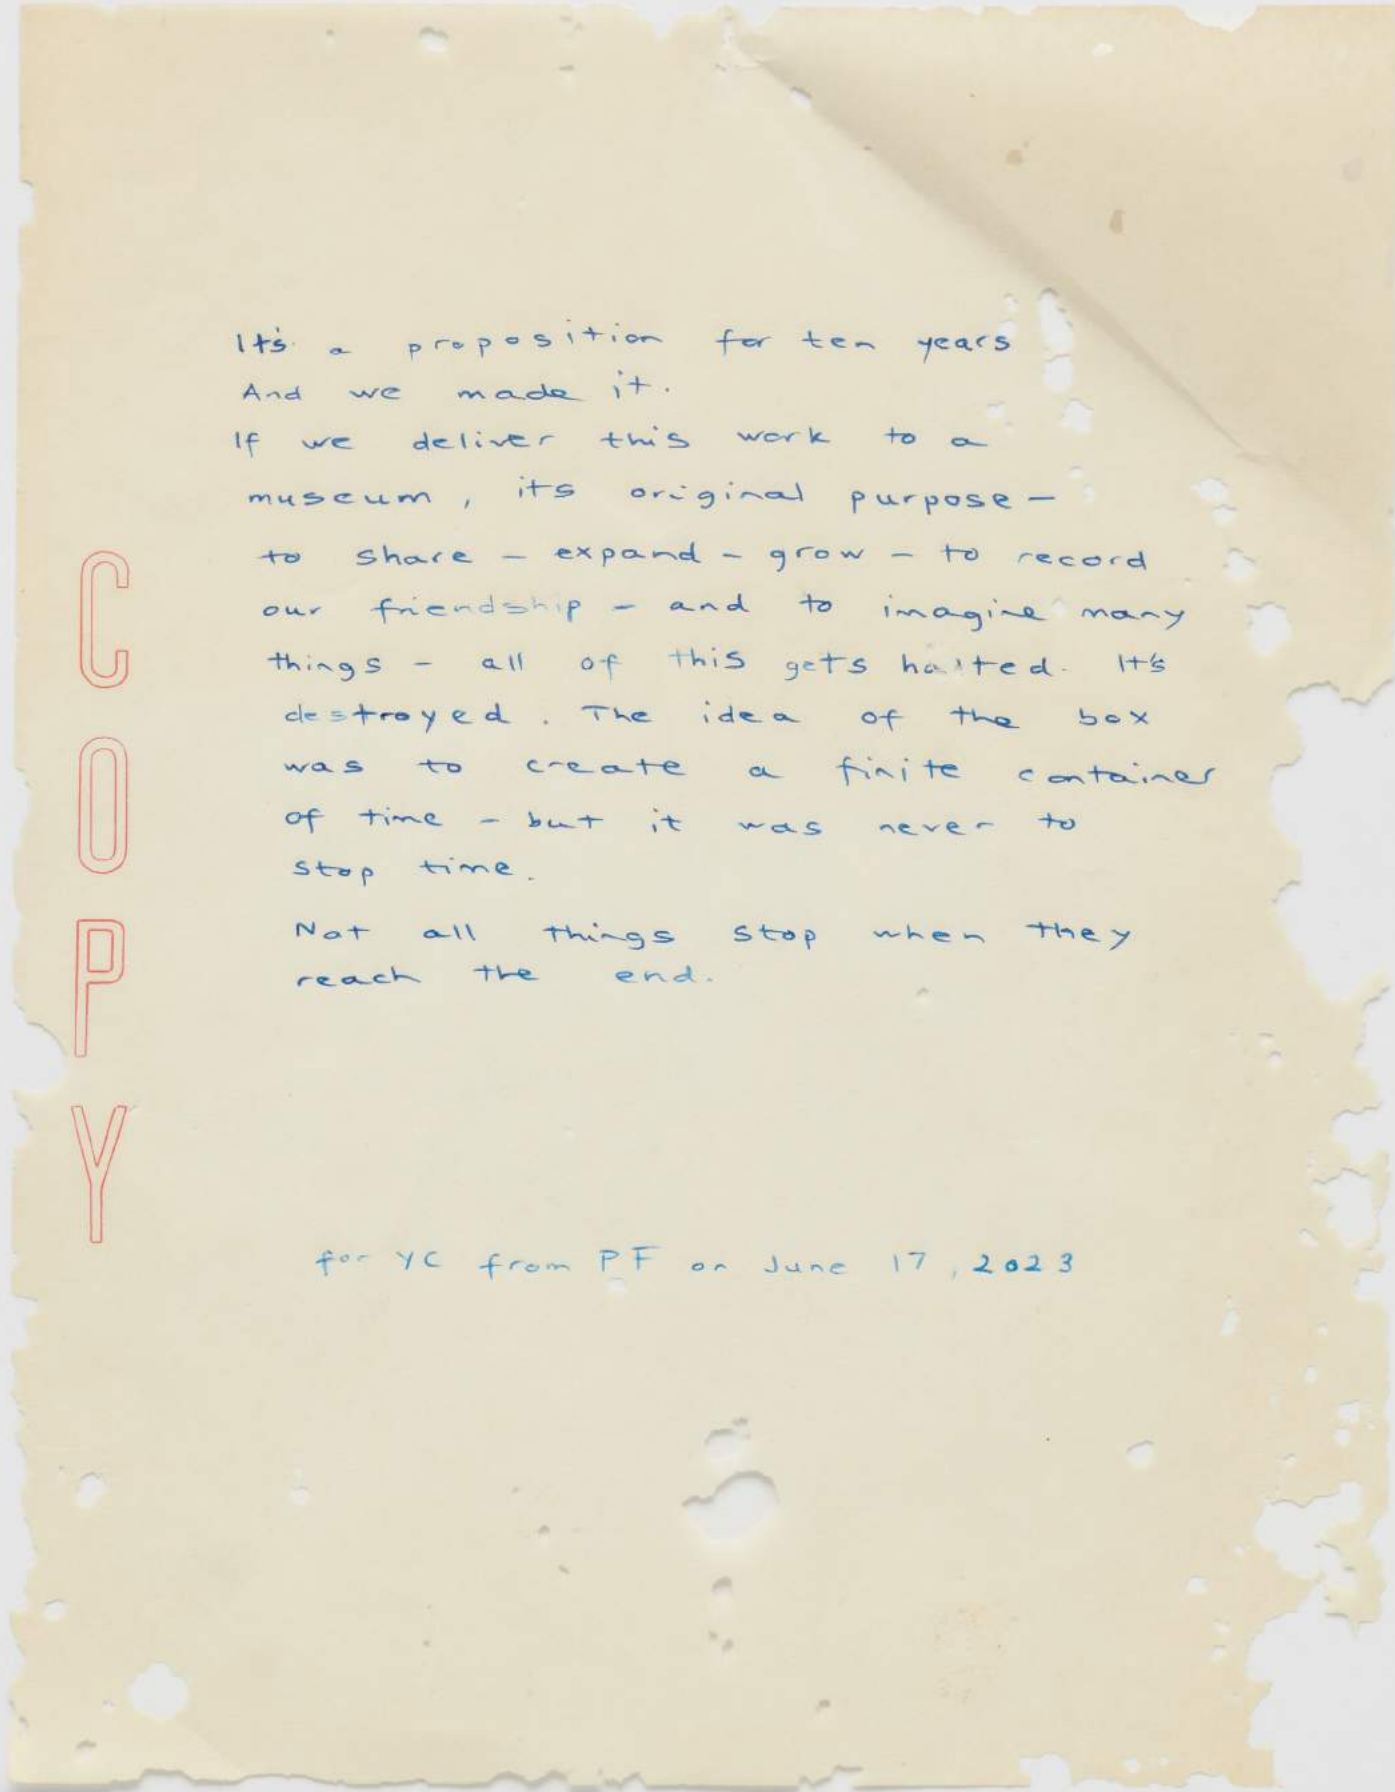 It's a proposition for ten years
And we made it.
If we deliver this work to a
museum, its original purpose –
to share – expand – grow – to record
our friendship – and to imagine many
things – all of this gets halted. It's
destroyed. The idea of the box
was to create a finite container
of time – but it was never to
stop time.
Not all things stop when they
reach the end.
for YC from PF on June 17, 2023
COPY